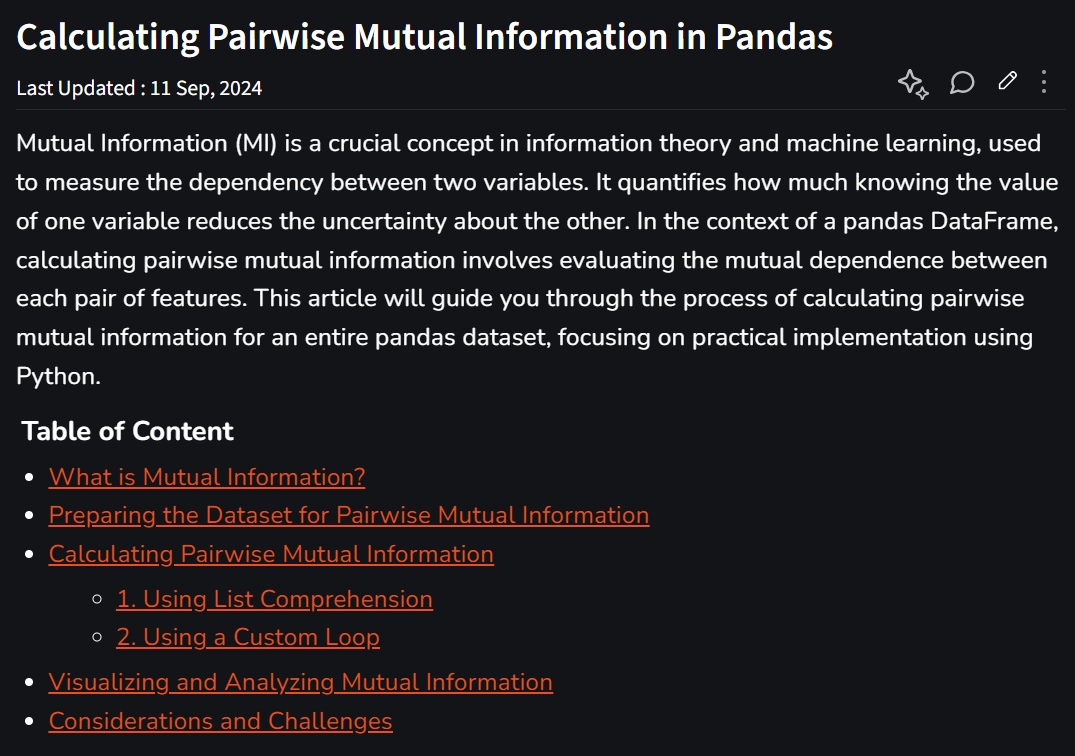 Calculating Pairwise Mutual Information in Pandas
Last Updated : 11 Sep, 2024
Mutual Information (MI) is a crucial concept in information theory and machine learning, used
to measure the dependency between two variables. It quantifies how much knowing the value
of one variable reduces the uncertainty about the other. In the context of a pandas DataFrame,
calculating pairwise mutual information involves evaluating the mutual dependence between
each pair of features. This article will guide you through the process of calculating pairwise
mutual information for an entire pandas dataset, focusing on practical implementation using
Python.
Table of Content
What is Mutual Information?
Preparing the Dataset for Pairwise Mutual Information
Calculating Pairwise Mutual Information
1. Using List Comprehension
2. Using a Custom Loop
Visualizing and Analyzing Mutual Information
Considerations and Challenges